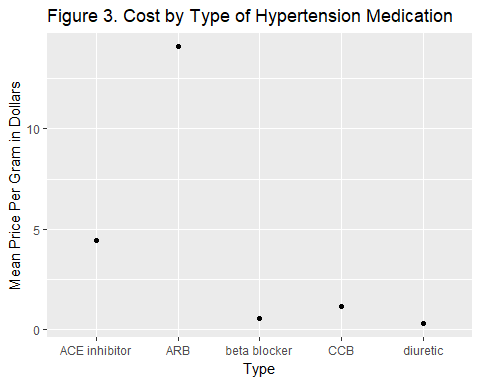 Figure 3. Cost by Type of Hypertension Medication
Mean Price Per Gram in Dollars
10
5
0
ACE inhibitor ARB beta blocker CCB diuretic
Type